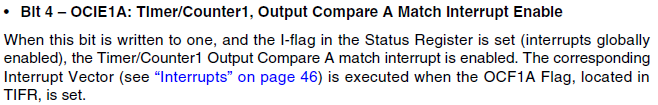 • Bit 4 – OCIE1A: Timer/Counter1, Output Compare A Match Interrupt Enable
When this bit is written to one, and the I-flag in the Status Register is set (interrupts globally
enabled), the Timer/Counter1 Output Compare A match interrupt is enabled. The corresponding
Interrupt Vector (see “Interrupts” on page 46) is executed when the OCF1A Flag, located in
TIFR, is set.